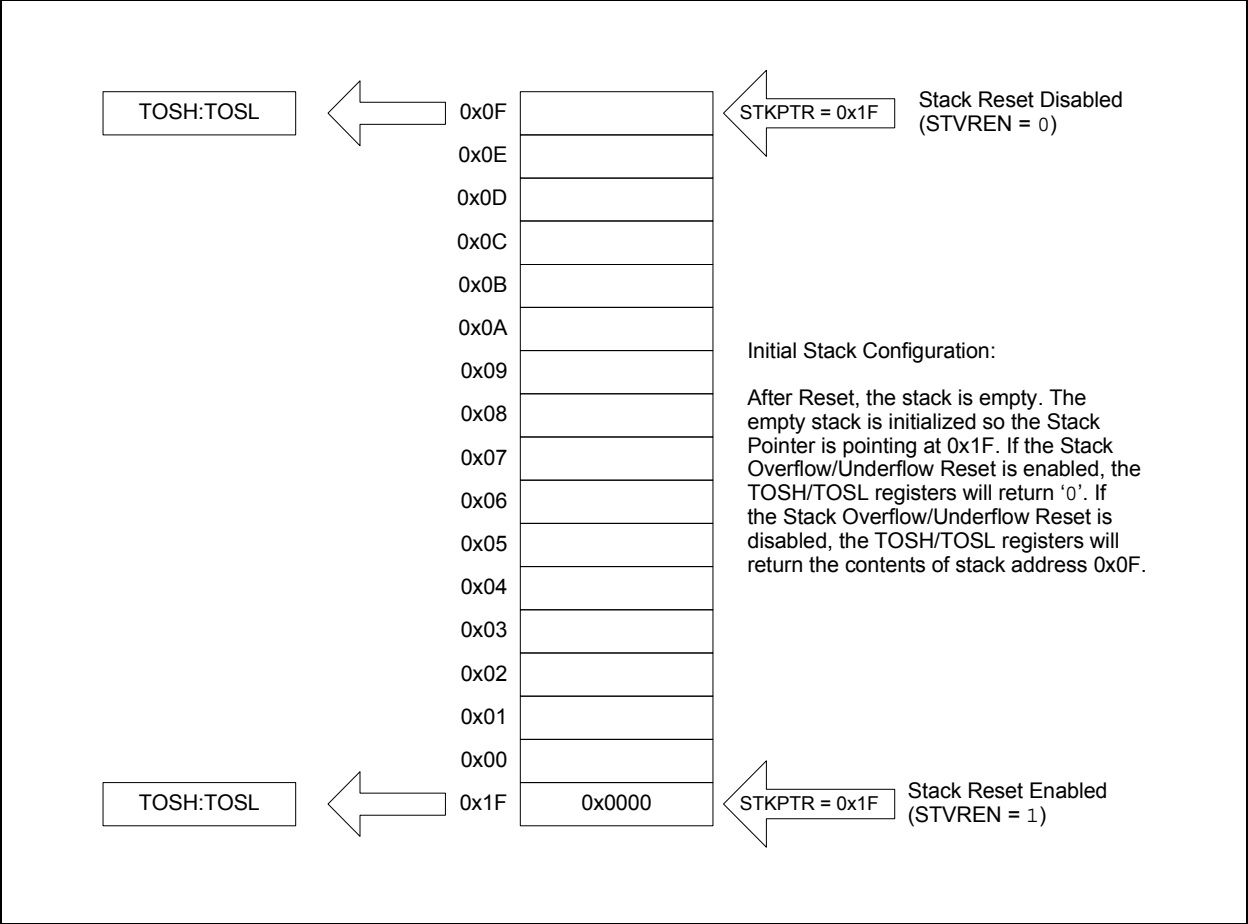 TOSH:TOSL
0x0F
STKPTR = 0x1F
Stack Reset Disabled
(STVREN = 0)
0x0E
0x0D
0x0C
0x0B
0x0A
0x09
0x08
0x07
0x06
0x05
0x04
0x03
0x02
0x01
0x00
Initial Stack Configuration:
After Reset, the stack is empty. The
empty stack is initialized so the Stack
Pointer is pointing at 0x1F. If the Stack
Overflow/Underflow Reset is enabled, the
TOSH/TOSL registers will return ‘0’. If
the Stack Overflow/Underflow Reset is
disabled, the TOSH/TOSL registers will
return the contents of stack address 0x0F.
TOSH:TOSL
0x1F
0x0000
STKPTR = 0x1F
Stack Reset Enabled
(STVREN = 1)